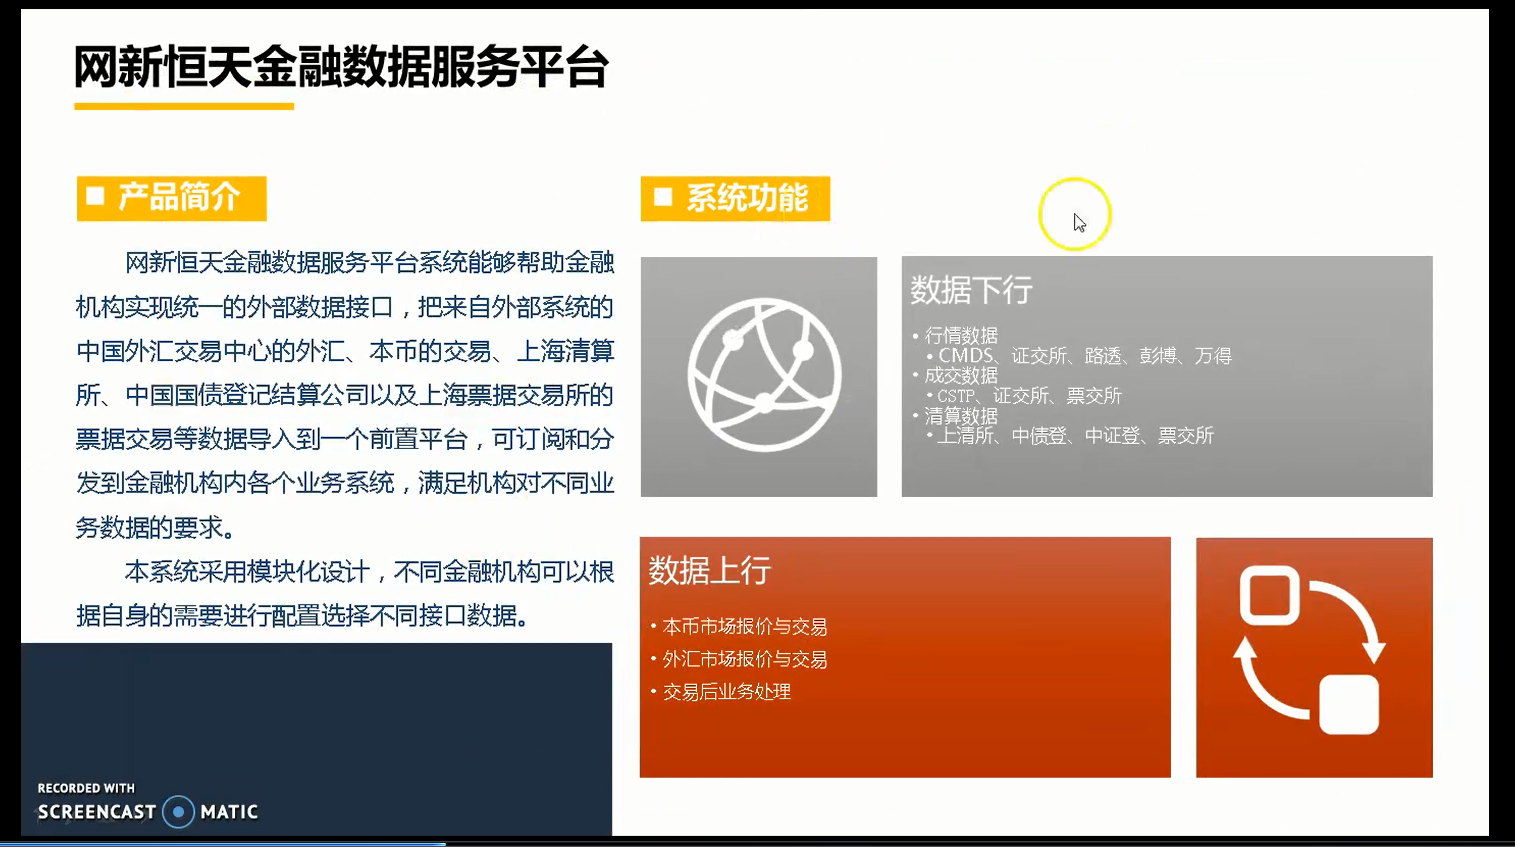 网新恒天金融数据服务平台
产品简介
网新恒天金融数据服务平台系统能够帮助金融
机构实现统一的外部数据接口，把来自外部系统的
中国外汇交易中心的外汇、本币的交易、上海清算
所、中国国债登记结算公司以及上海票据交易所的
票据交易等数据导入到一个前置平台，可订阅和分
发到金融机构内各个业务系统，满足机构对不同业
务数据的要求。
本系统采用模块化设计，不同金融机构可以根
据自身的需要进行配置选择不同接口数据。
系统功能
数据下行
• 行情数据
• CMDS、证交所、路透、彭博、万得
• 成交数据
• CSTP、证交所、票交所
• 清算数据
• 上清所、中债登、中证登、票交所
数据上行
• 本币市场报价与交易
• 外汇市场报价与交易
• 交易后业务处理
RECORDED WITH
SCREENCAST MATIC